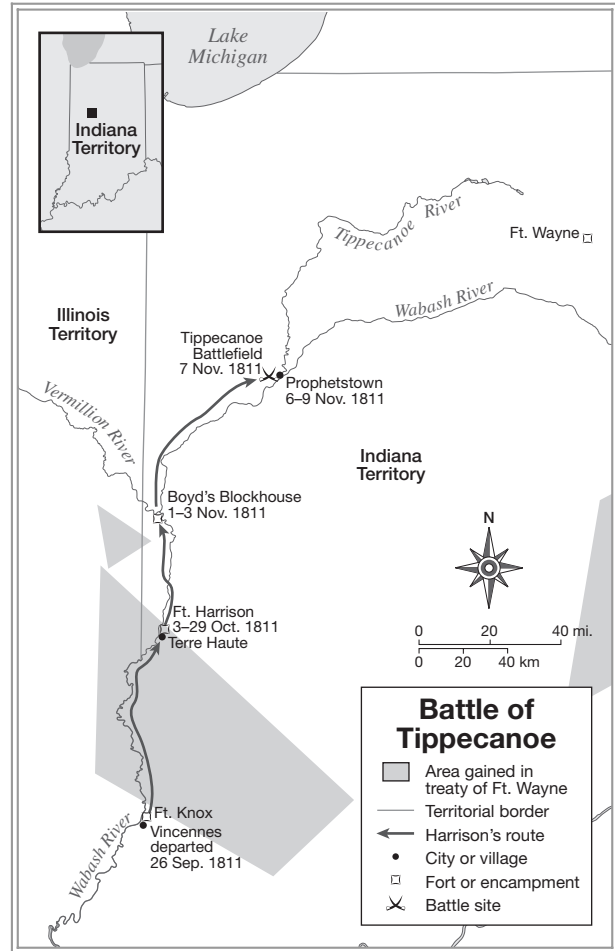 Lake
Michigan
Indiana
Territory
Tippecanoe River
Ft. Wayne
Wabash River
Illinois
Territory
Tippecanoe
Battlefield
7 Nov. 1811
Prophetstown
6–9 Nov. 1811
Vermillion River
Indiana
Territory
Boyd's Blockhouse
1–3 Nov. 1811
N
Ft. Harrison
3–29 Oct. 1811
Terre Haute
0 20 40 mi.
0 20 40 km
Battle of
Tippecanoe
Area gained in
treaty of Ft. Wayne
Territorial border
Harrison's route
City or village
Fort or encampment
Battle site
Ft. Knox
Vincennes
departed
26 Sep. 1811
Wabash River